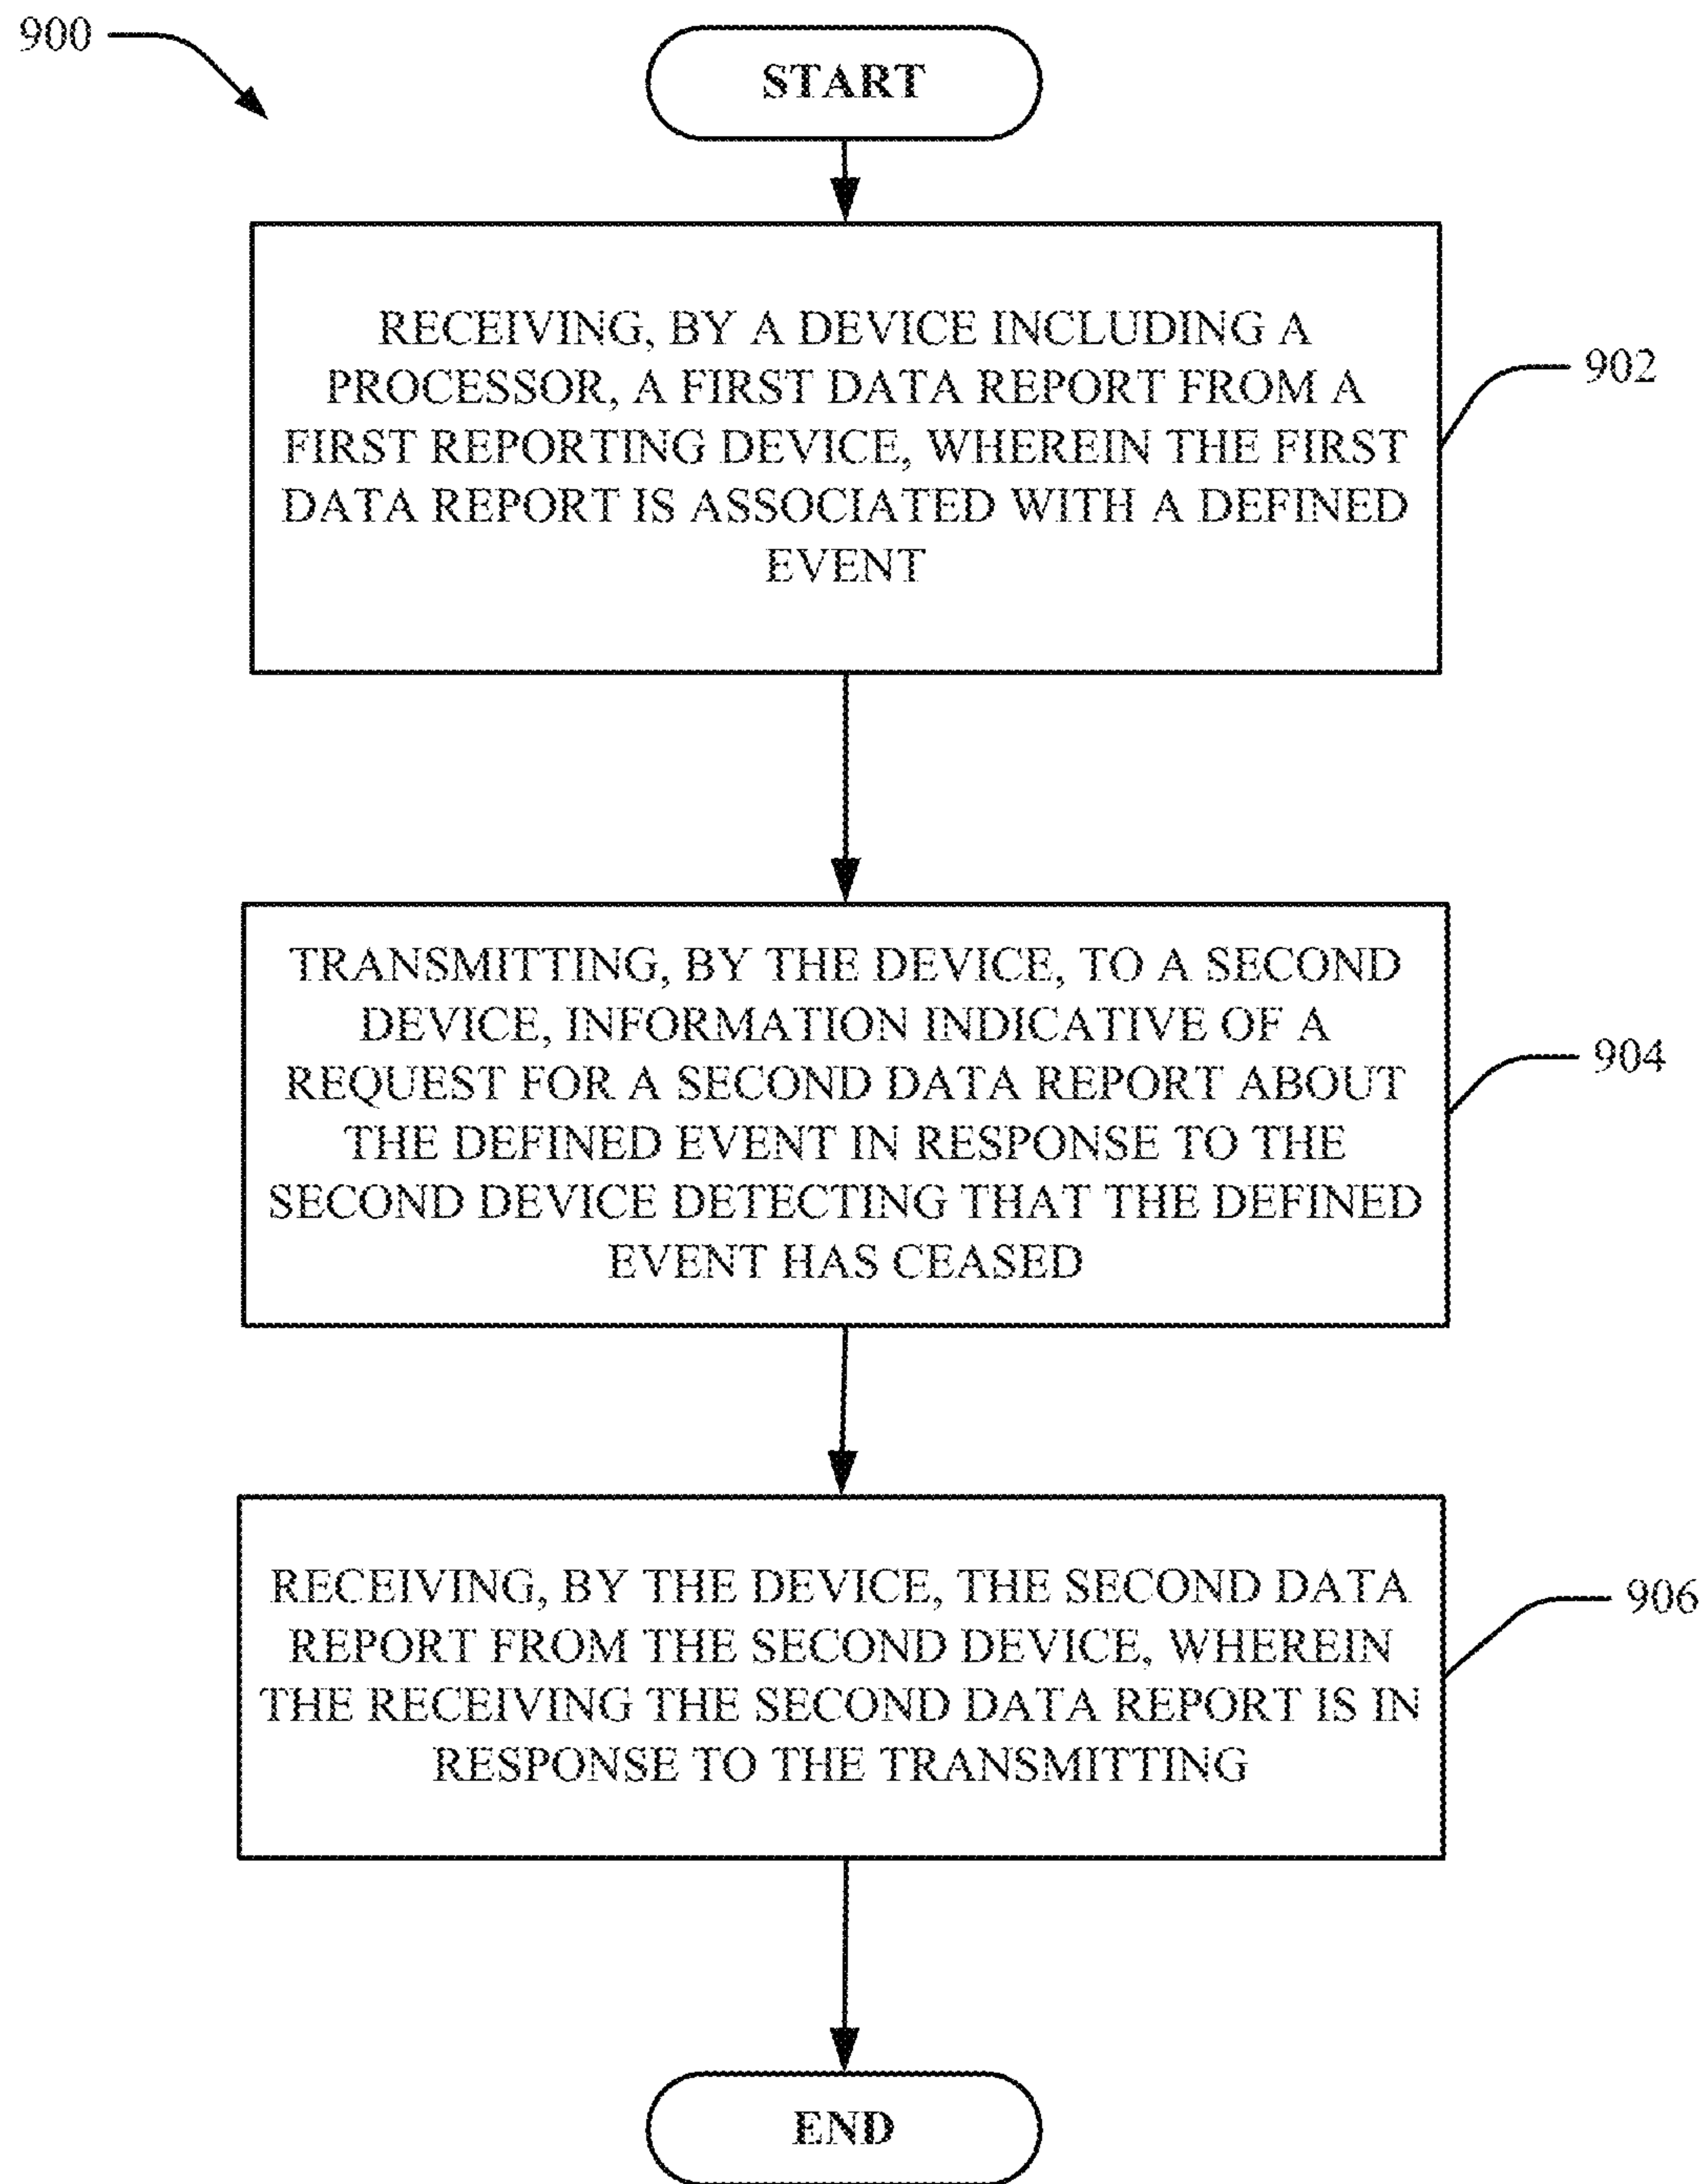 900
START
RECEIVING, BY A DEVICE INCLUDING A
PROCESSOR, A FIRST DATA REPORT FROM A
FIRST REPORTING DEVICE, WHEREIN THE FIRST
DATA REPORT IS ASSOCIATED WITH A DEFINED
EVENT
902
TRANSMITTING, BY THE DEVICE, TO A SECOND
DEVICE, INFORMATION INDICATIVE OF A
REQUEST FOR A SECOND DATA REPORT ABOUT
THE DEFINED EVENT IN RESPONSE TO THE
SECOND DEVICE DETECTING THAT THE DEFINED
EVENT HAS CEASED
904
RECEIVING, BY THE DEVICE, THE SECOND DATA
REPORT FROM THE SECOND DEVICE, WHEREIN
THE RECEIVING THE SECOND DATA REPORT IS IN
RESPONSE TO THE TRANSMITTING
906
END